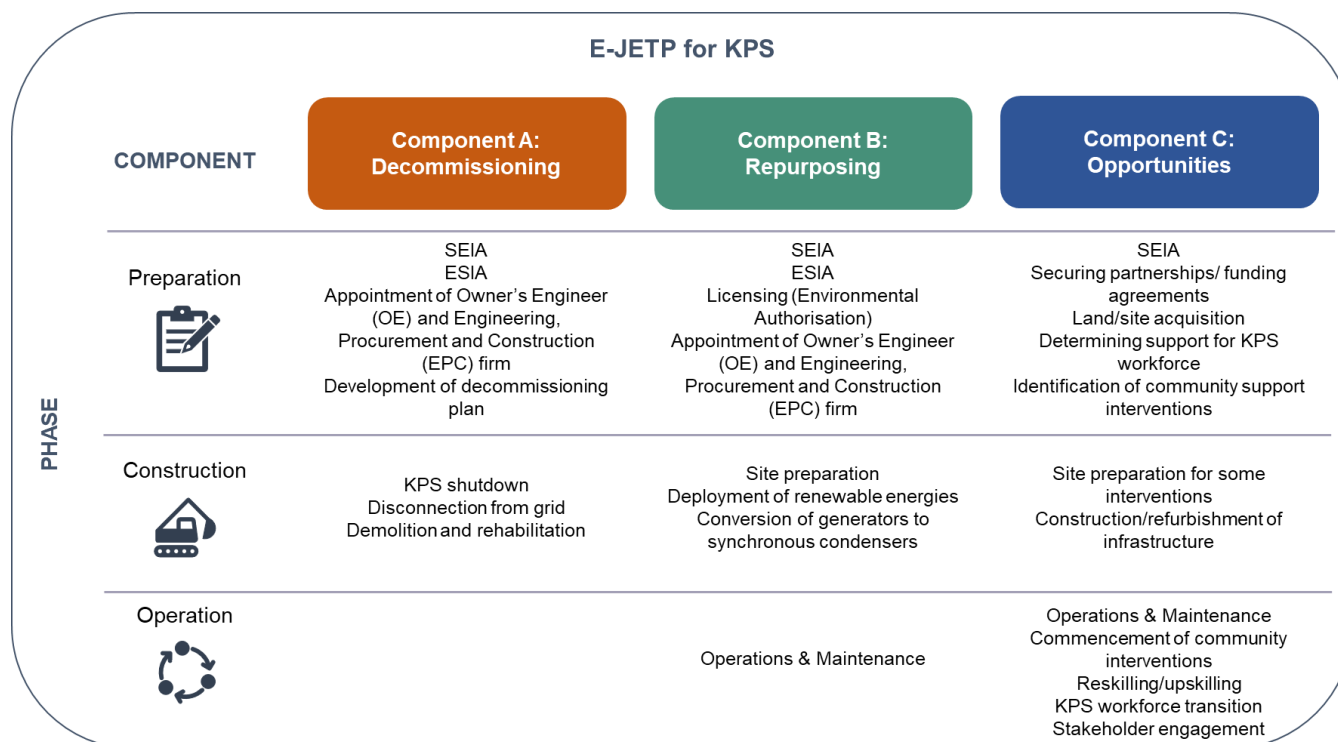 E-JETP for KPS
COMPONENT
Component A:
Decommissioning
Component B:
Repurposing
Component C:
Opportunities
PHASE
Preparation
SEIA
ESIA
Appointment of Owner's Engineer
(OE) and Engineering,
Procurement and Construction
(EPC) firm
Development of decommissioning
plan
SEIA
ESIA
Licensing (Environmental
Authorisation)
Appointment of Owner's Engineer
(OE) and Engineering,
Procurement and Construction
(EPC) firm
SEIA
Securing partnerships/ funding
agreements
Land/site acquisition
Determining support for KPS
workforce
Identification of community support
interventions
Construction
KPS shutdown
Disconnection from grid
Demolition and rehabilitation
Site preparation
Deployment of renewable energies
Conversion of generators to
synchronous condensers
Site preparation for some
interventions
Construction/refurbishment of
infrastructure
Operation
Operations & Maintenance
Operations & Maintenance
Commencement of community
interventions
Reskilling/upskilling
KPS workforce transition
Stakeholder engagement